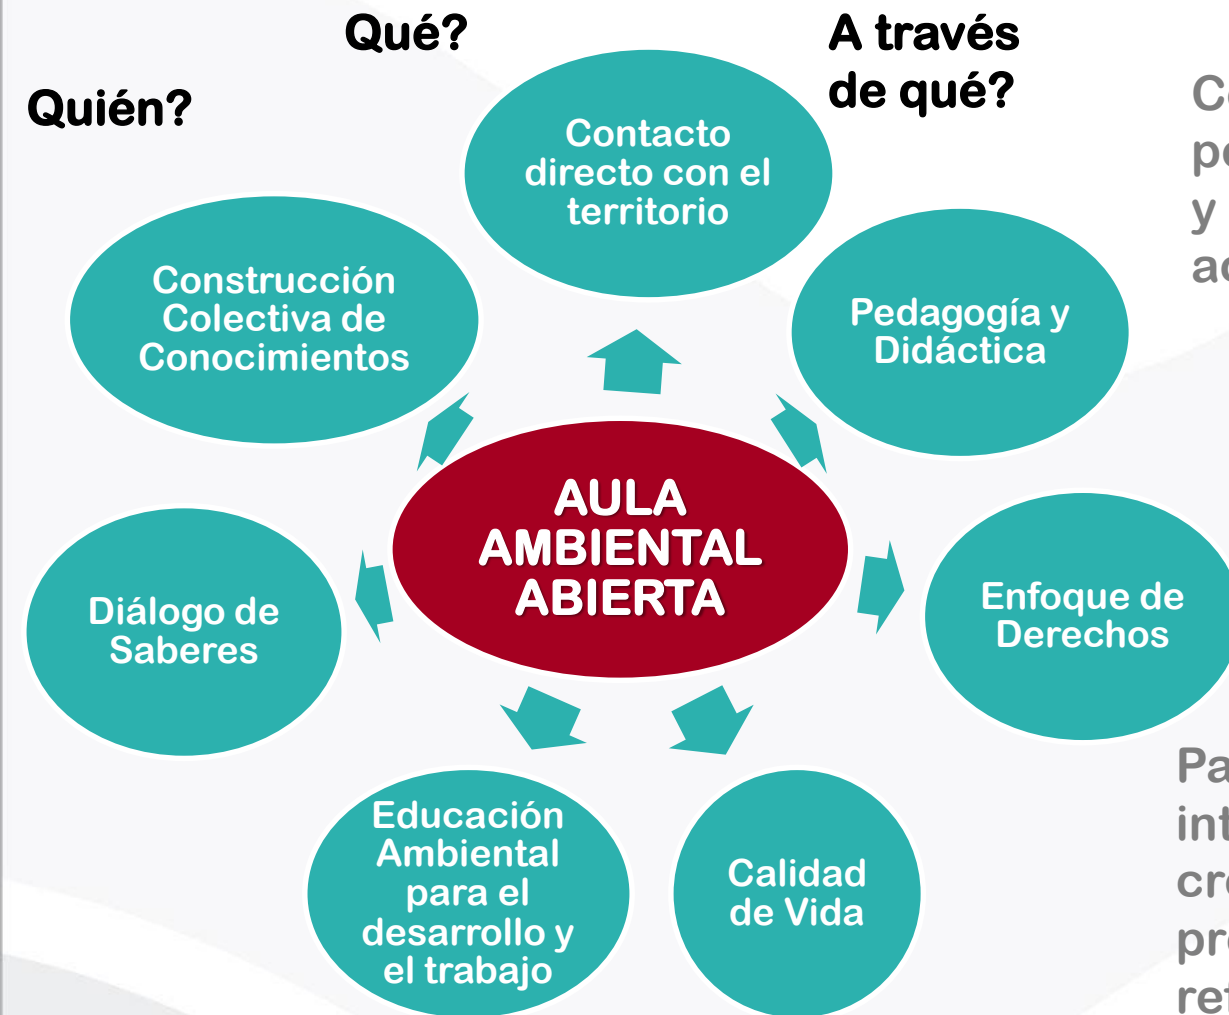 Qué?
A través
de qué?
Quién?
Contacto
directo con el
territorio
Construcción
Colectiva de
Conocimientos
Pedagogía y
Didáctica
AULA
AMBIENTAL
ABIERTA
Diálogo de
Saberes
Enfoque de
Derechos
Educación
Ambiental
para el
desarrollo y
el trabajo
Calidad
de Vida
y